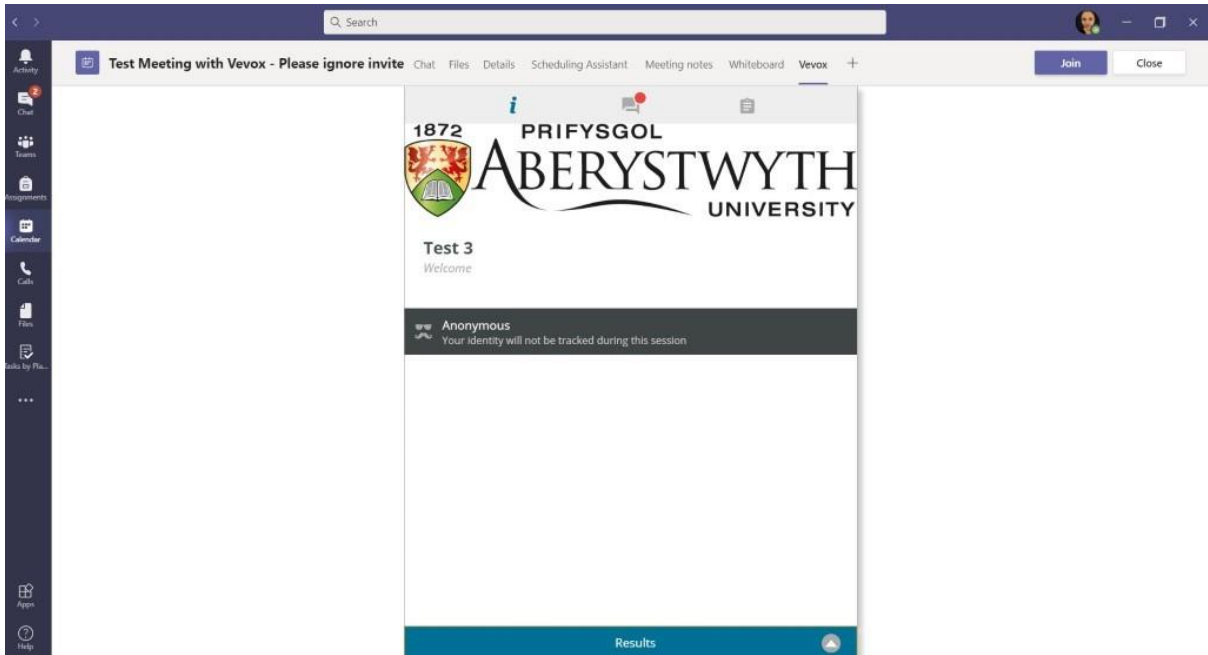 Search
Test Meeting with Vevox - Please ignore invite Chat Files Details Scheduling Assistant Meeting notes Whiteboard Vevox +
Join
Close
Activity
2
Chat
Teams
Assignments
Calendar
Calls
Files
Tasks by Pla...
Apps
Help
i
1872 PRIFYSGOL
ABERYSTWYTH
UNIVERSITY
Test 3
Welcome
Anonymous
Your identity will not be tracked during this session
Results